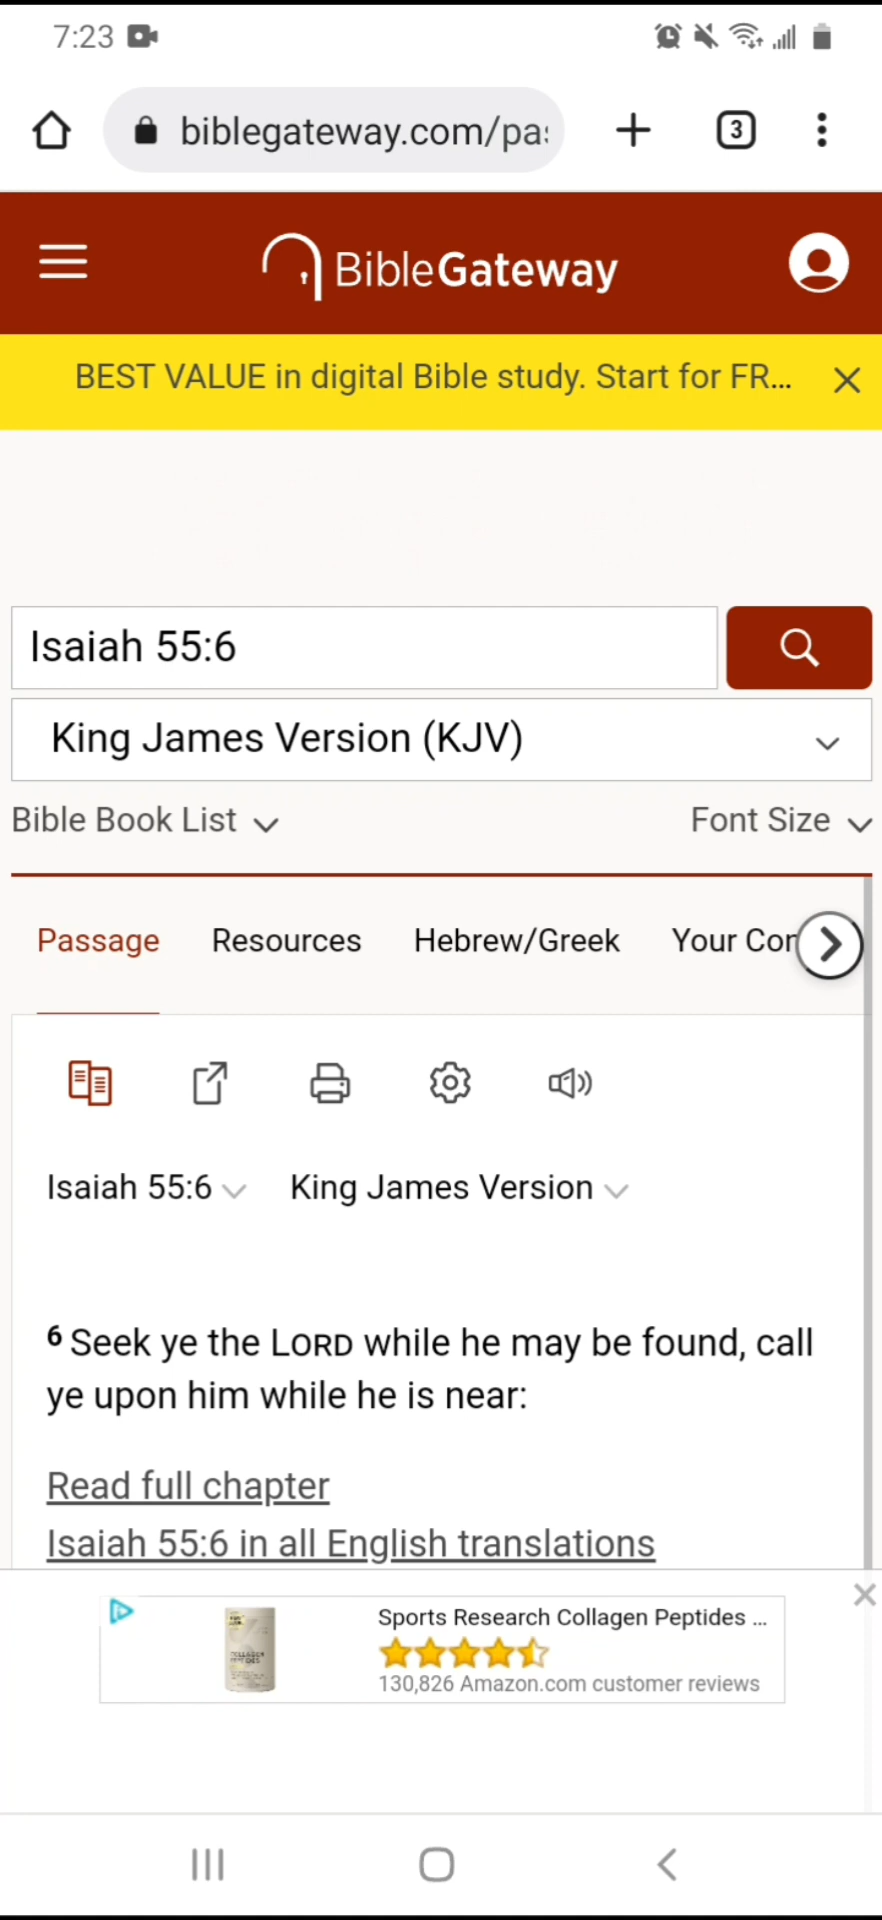 7:23
biblegateway.com/pa
3
BibleGateway
BEST VALUE in digital Bible study. Start for FR...
Isaiah 55:6
King James Version (KJV)
Bible Book List
Font Size
Passage Resources Hebrew/Greek Your Con
Isaiah 55:6 King James Version
6 Seek ye the LORD while he may be found, call
ye upon him while he is near:
Read full chapter
Isaiah 55:6 in all English translations
Sports Research Collagen Peptides ...
130,826 Amazon.com customer reviews
COLLAGEN
PEPTIDES